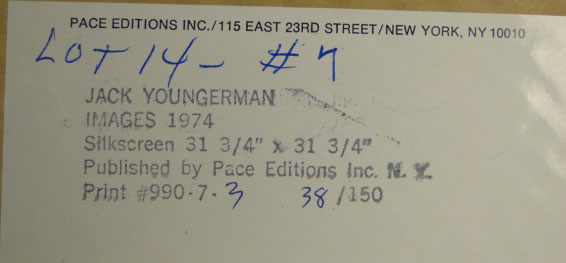 PACE EDITIONS INC./115 EAST 23RD STREET/NEW YORK, NY 10010
LOT 14 - #7
JACK YOUNGERMAN
IMAGES 1974
Silkscreen 31 3/4" x 31 3/4"
Published by Pace Editions Inc. N. Y.
Print #990-7-3 38/150